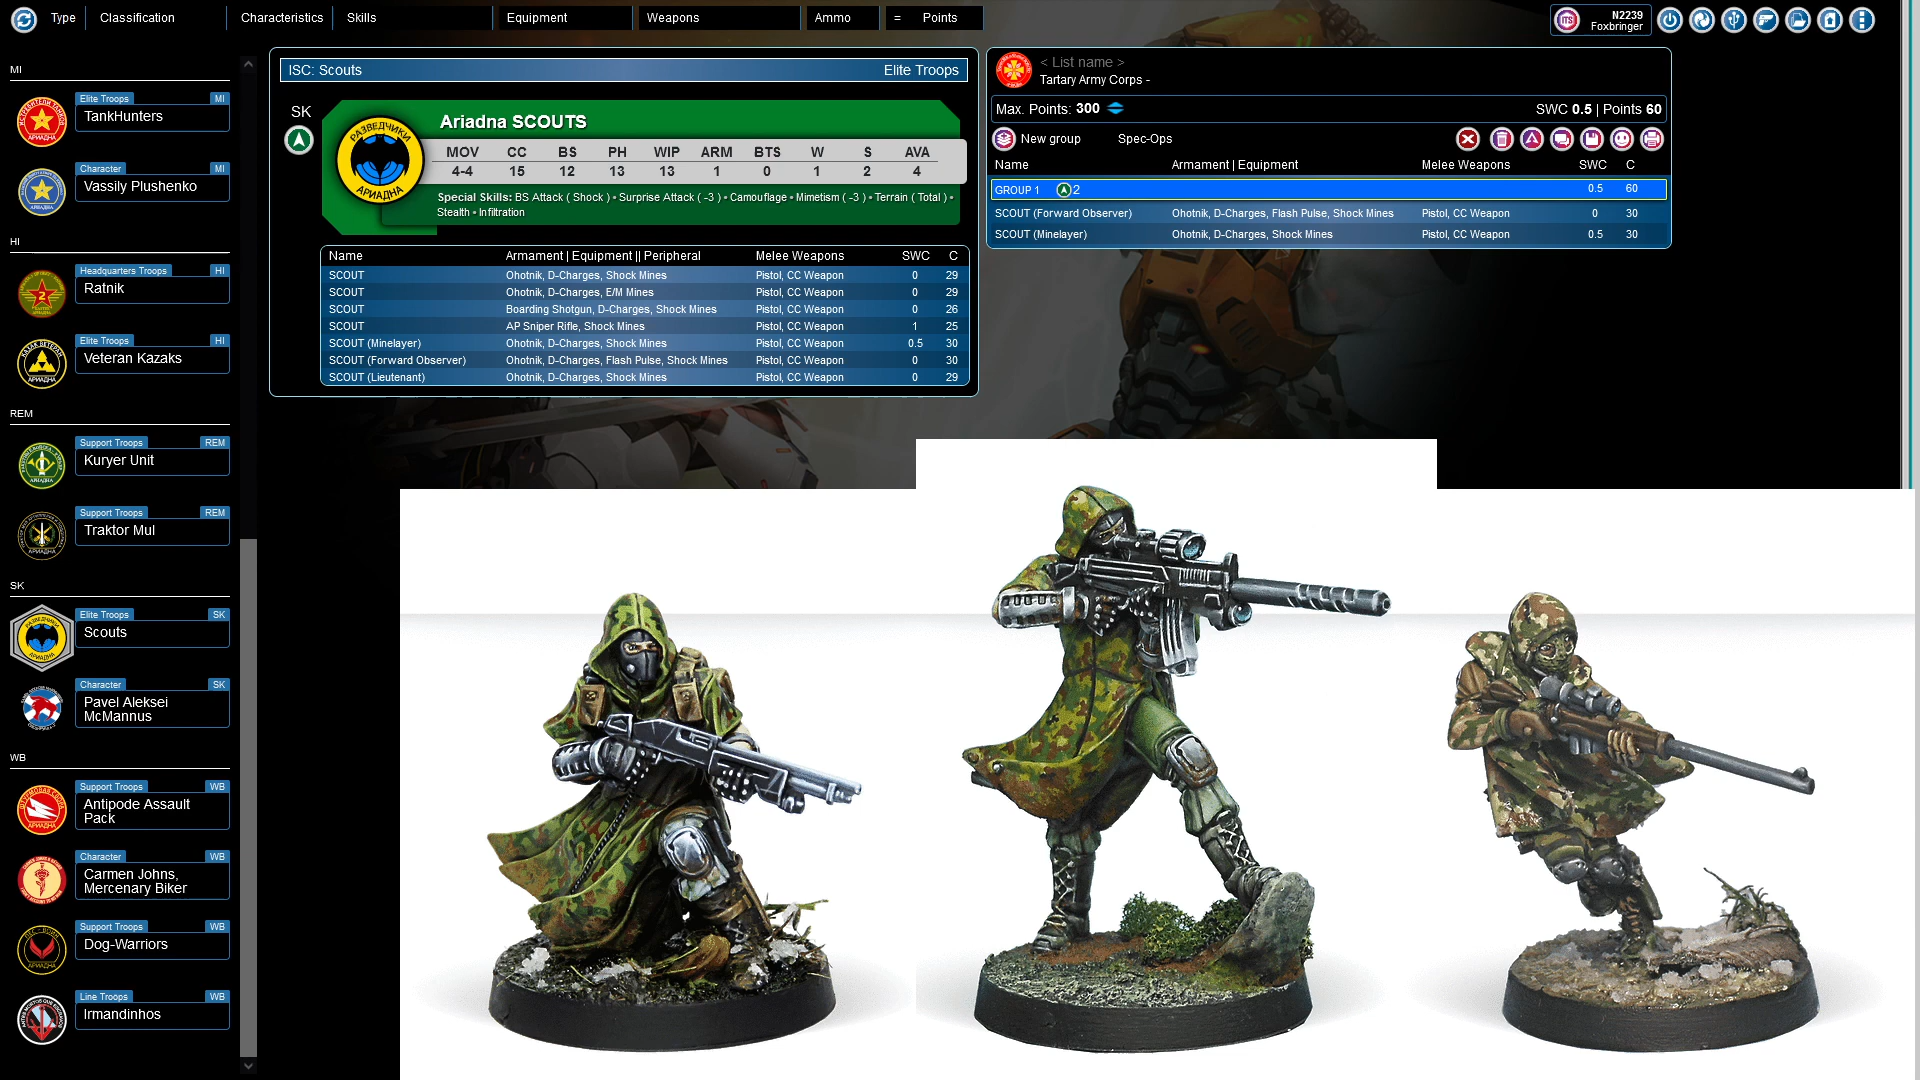 Type Classification Characteristics Skills Equipment Weapons Ammo = Points
ITS N2239
Foxbringer
MI
Elite Troops MI
TankHunters
Character MI
Vassily Plushenko
HI
Headquarters Troops HI
Ratnik
Elite Troops HI
Veteran Kazaks
REM
Support Troops REM
Kuryer Unit
Support Troops REM
Traktor Mul
SK
Elite Troops SK
Scouts
Character SK
Pavel Aleksei
McMannus
WB
Support Troops WB
Antipode Assault
Pack
Character WB
Carmen Johns,
Mercenary Biker
Support Troops WB
Dog-Warriors
Line Troops WB
Irmandinhos
ISC: Scouts Elite Troops
SK
РАЗВЕДЧИКИ
АРИАДНА
Ariadna SCOUTS
MOV CC BS PH WIP ARM BTS W S AVA
4-4 15 12 13 13 1 0 1 2 4
Special Skills: BS Attack ( Shock ) • Surprise Attack ( -3 ) • Camouflage • Mimetism ( -3 ) • Terrain ( Total ) •
Stealth • Infiltration
Name Armament | Equipment || Peripheral Melee Weapons SWC C
SCOUT Ohotnik, D-Charges, Shock Mines Pistol, CC Weapon 0 29
SCOUT Ohotnik, D-Charges, E/M Mines Pistol, CC Weapon 0 29
SCOUT Boarding Shotgun, D-Charges, Shock Mines Pistol, CC Weapon 0 26
SCOUT AP Sniper Rifle, Shock Mines Pistol, CC Weapon 1 25
SCOUT (Minelayer) Ohotnik, D-Charges, Shock Mines Pistol, CC Weapon 0.5 30
SCOUT (Forward Observer) Ohotnik, D-Charges, Flash Pulse, Shock Mines Pistol, CC Weapon 0 30
SCOUT (Lieutenant) Ohotnik, D-Charges, Shock Mines Pistol, CC Weapon 0 29
< List name >
Tartary Army Corps -
Max. Points: 300 SWC 0.5 | Points 60
New group Spec-Ops
Name Armament | Equipment Melee Weapons SWC C
GROUP 1 2 0.5 60
SCOUT (Forward Observer) Ohotnik, D-Charges, Flash Pulse, Shock Mines Pistol, CC Weapon 0 30
SCOUT (Minelayer) Ohotnik, D-Charges, Shock Mines Pistol, CC Weapon 0.5 30